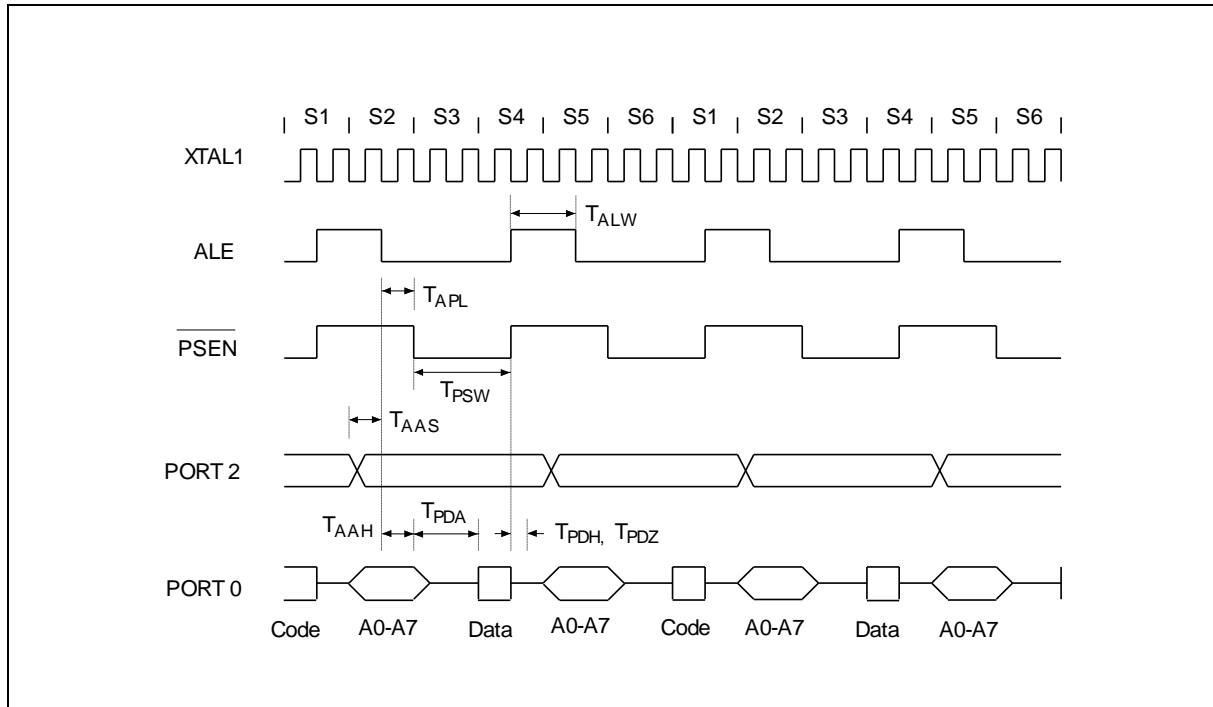 S1 S2 S3 S4 S5 S6 S1 S2 S3 S4 S5 S6
XTAL1
TALW
ALE
TAPL
PSEN
TPSW
TAAS
PORT 2
TAAH TPDA TPDH, TPDZ
PORT 0
Code A0-A7 Data A0-A7 Code A0-A7 Data A0-A7